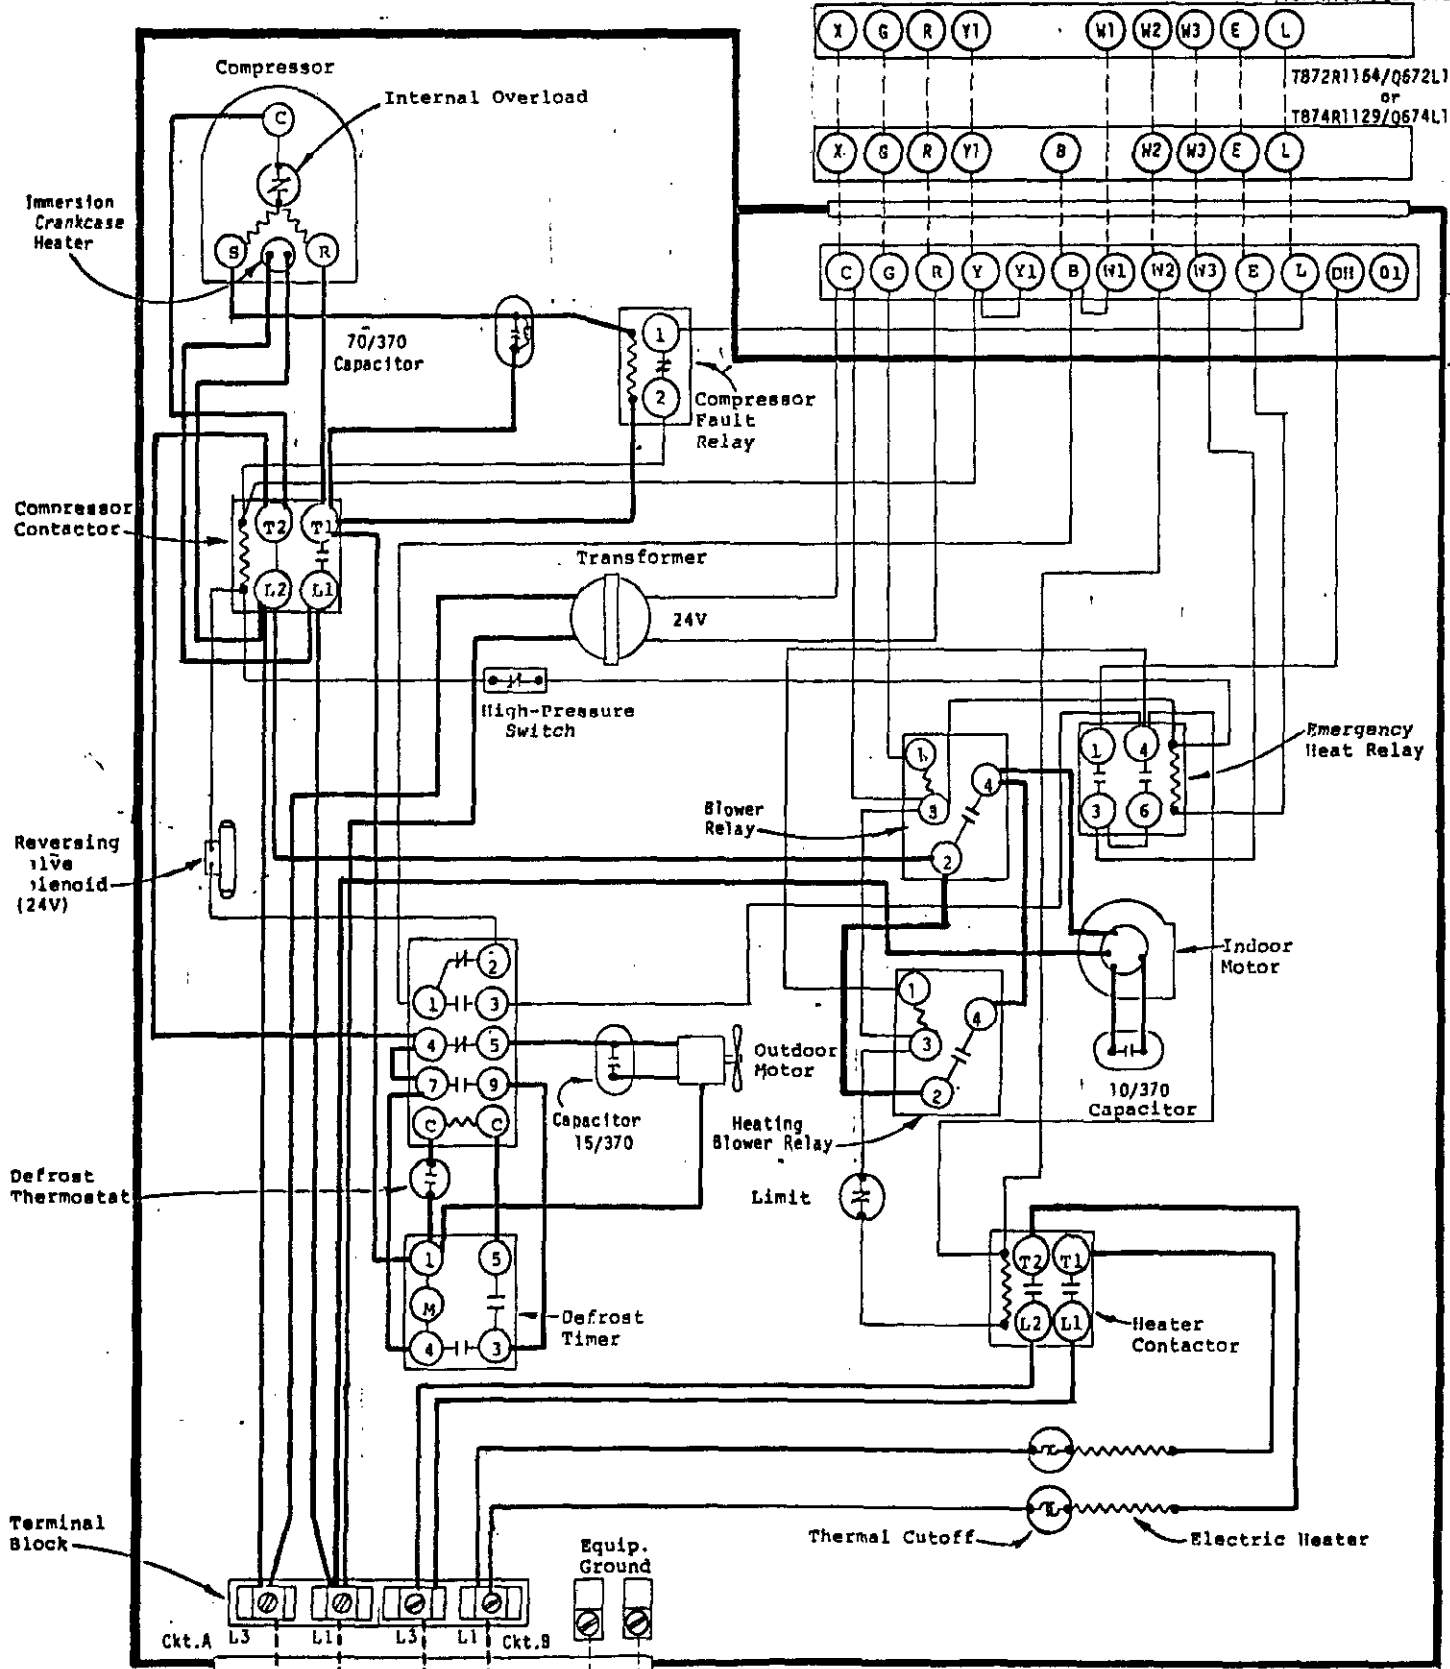 X G R Y1 W1 W2 W3 E L
T872R1164/Q672L1
or
T874R1129/Q674L1
X G R Y1 B W2 W3 E L
C G R Y Y1 B W1 W2 W3 E L DH O1
Compressor
Internal Overload
C
Immersion
Crankcase
Heater
S R
70/370
Capacitor
1
2
Compressor
Fault
Relay
Compressor
Contactor
T2 T1
L2 L1
Transformer
24V
High-Pressure
Switch
1 4
3 6
Emergency
Heat Relay
1
4
3
2
Blower
Relay
Reversing
(24V)
Indoor
Motor
2
1 3
4 5
7 9
C C
1
4
3
2
Outdoor
Motor
Capacitor
15/370
10/370
Capacitor
Heating
Blower Relay
Defrost
Thermostat
Limit
1 5
M
4 3
Defrost
Timer
T2 T1
L2 L1
Heater
Contactor
Thermal Cutoff
Electric Heater
Terminal
Block
Equip.
Ground
Ckt.A L3 L1 L3 L1 Ckt.B